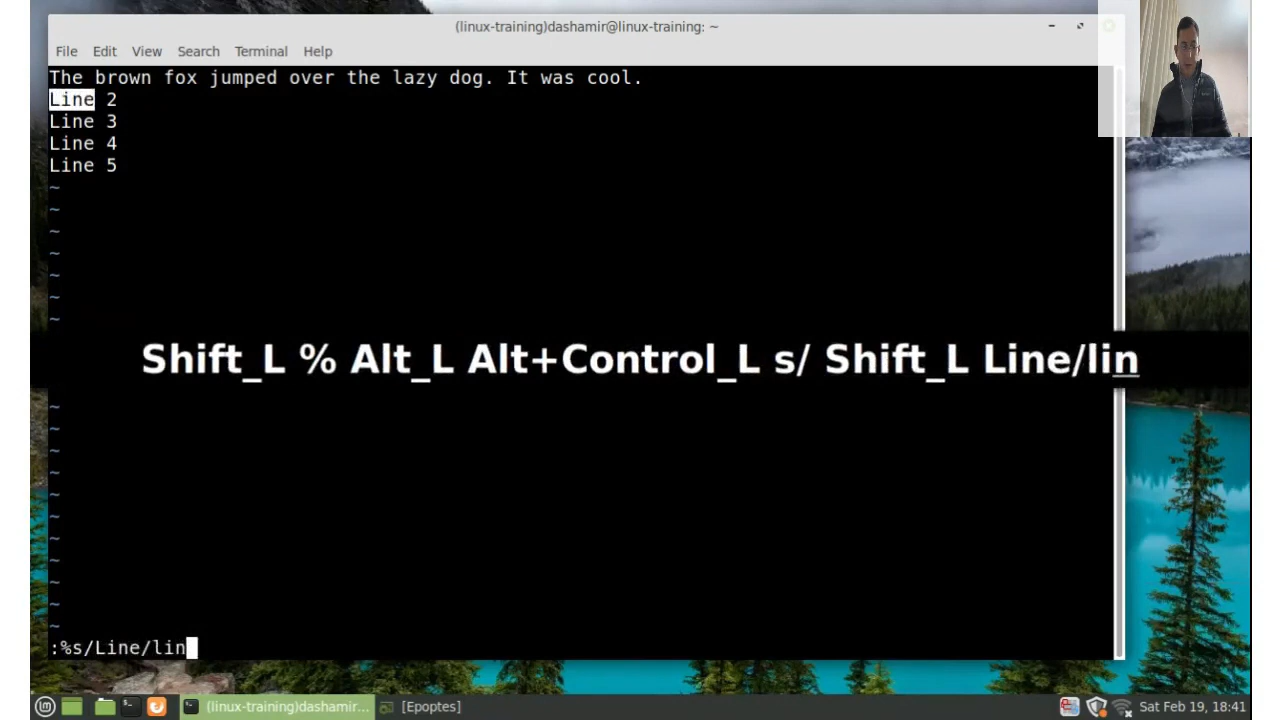 (linux-training)dashamir@linux-training: ~
File Edit View Search Terminal Help
The brown fox jumped over the lazy dog. It was cool.
Line 2
Line 3
Line 4
Line 5
~
~
~
~
~
~
~
Shift_L % Alt_L Alt+Control_L s/ Shift_L Line/lin
~
~
~
~
~
~
~
~
~
~
~
:%s/Line/lin
(linux-training)dashamir... [Epoptes] Sat Feb 19, 18:41